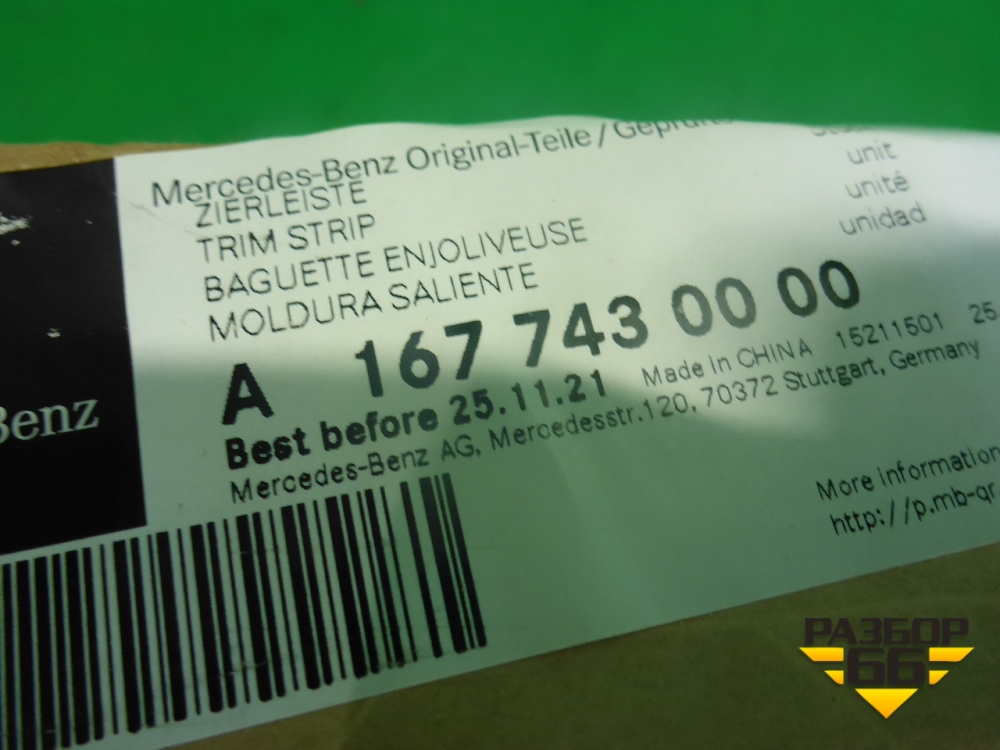 Mercedes-Benz Original-Teile / Geprüfte
ZIERLEISTE
TRIM STRIP
BAGUETTE ENJOLIVEUSE
MOLDURA SALIENTE
unit
unité
unidad
A 167 743 00 00
Best before 25.11.21 Made in CHINA 15211501 25.
Mercedes-Benz AG, Mercedesstr.120, 70372 Stuttgart, Germany
More information
http://p.mb-qr
Benz
РАЗБОР
66